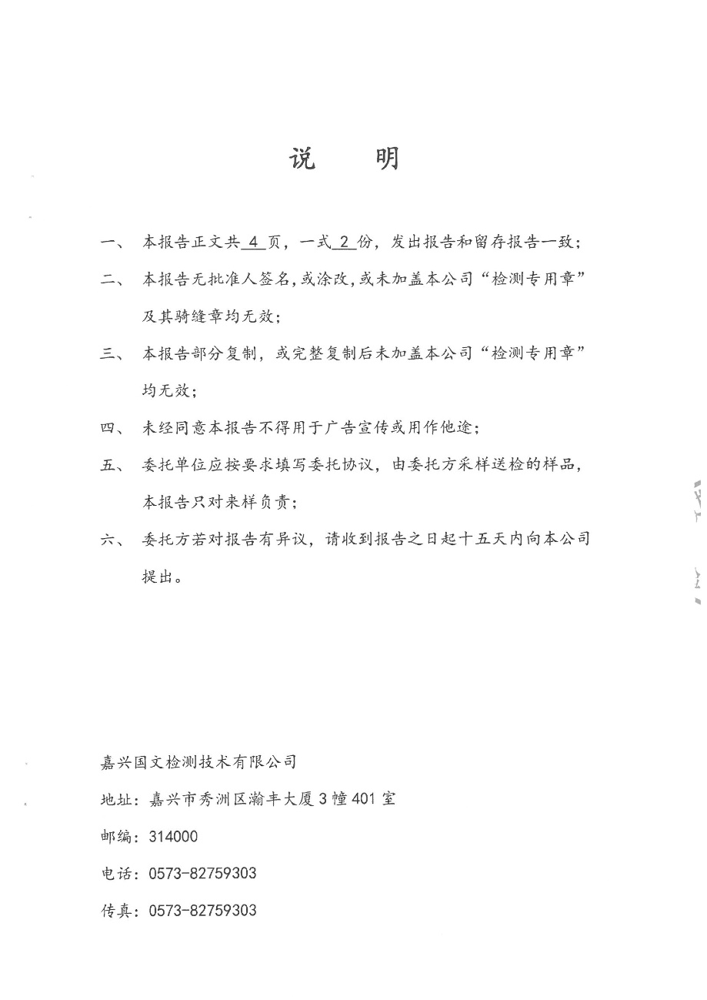 说 明
一、 本报告正文共 4 页，一式 2 份，发出报告和留存报告一致；
二、 本报告无批准人签名，或涂改，或未加盖本公司“检测专用章”
及其骑缝章均无效；
三、 本报告部分复制，或完整复制后未加盖本公司“检测专用章”
均无效；
四、 未经同意本报告不得用于广告宣传或用作他途；
五、 委托单位应按要求填写委托协议，由委托方采样送检的样品，
本报告只对来样负责；
六、 委托方若对报告有异议，请收到报告之日起十五天内向本公司
提出。
嘉兴国文检测技术有限公司
地址：嘉兴市秀洲区瀚丰大厦 3 幢 401 室
邮编：314000
电话：0573-82759303
传真：0573-82759303